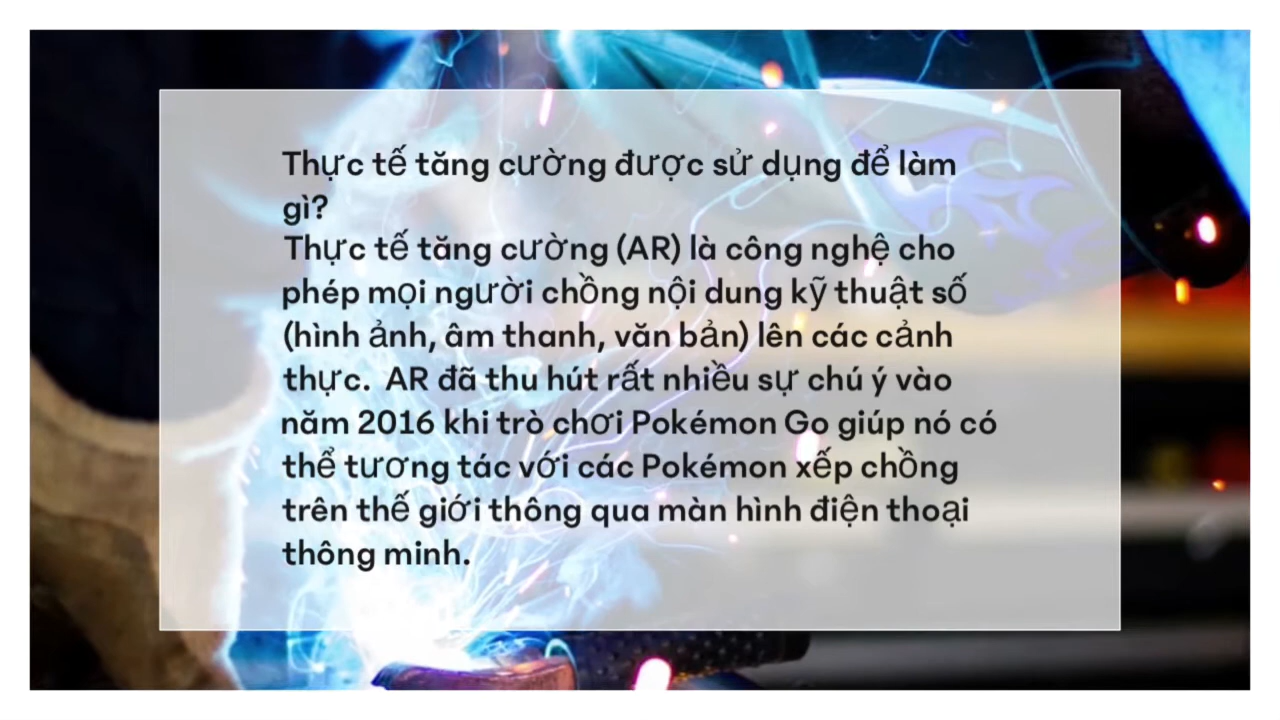 Thực tế tăng cường được sử dụng để làm
gì?
Thực tế tăng cường (AR) là công nghệ cho
phép mọi người chồng nội dung kỹ thuật số
(hình ảnh, âm thanh, văn bản) lên các cảnh
thực. AR đã thu hút rất nhiều sự chú ý vào
năm 2016 khi trò chơi Pokémon Go giúp nó có
thể tương tác với các Pokémon xếp chồng
trên thế giới thông qua màn hình điện thoại
thông minh.